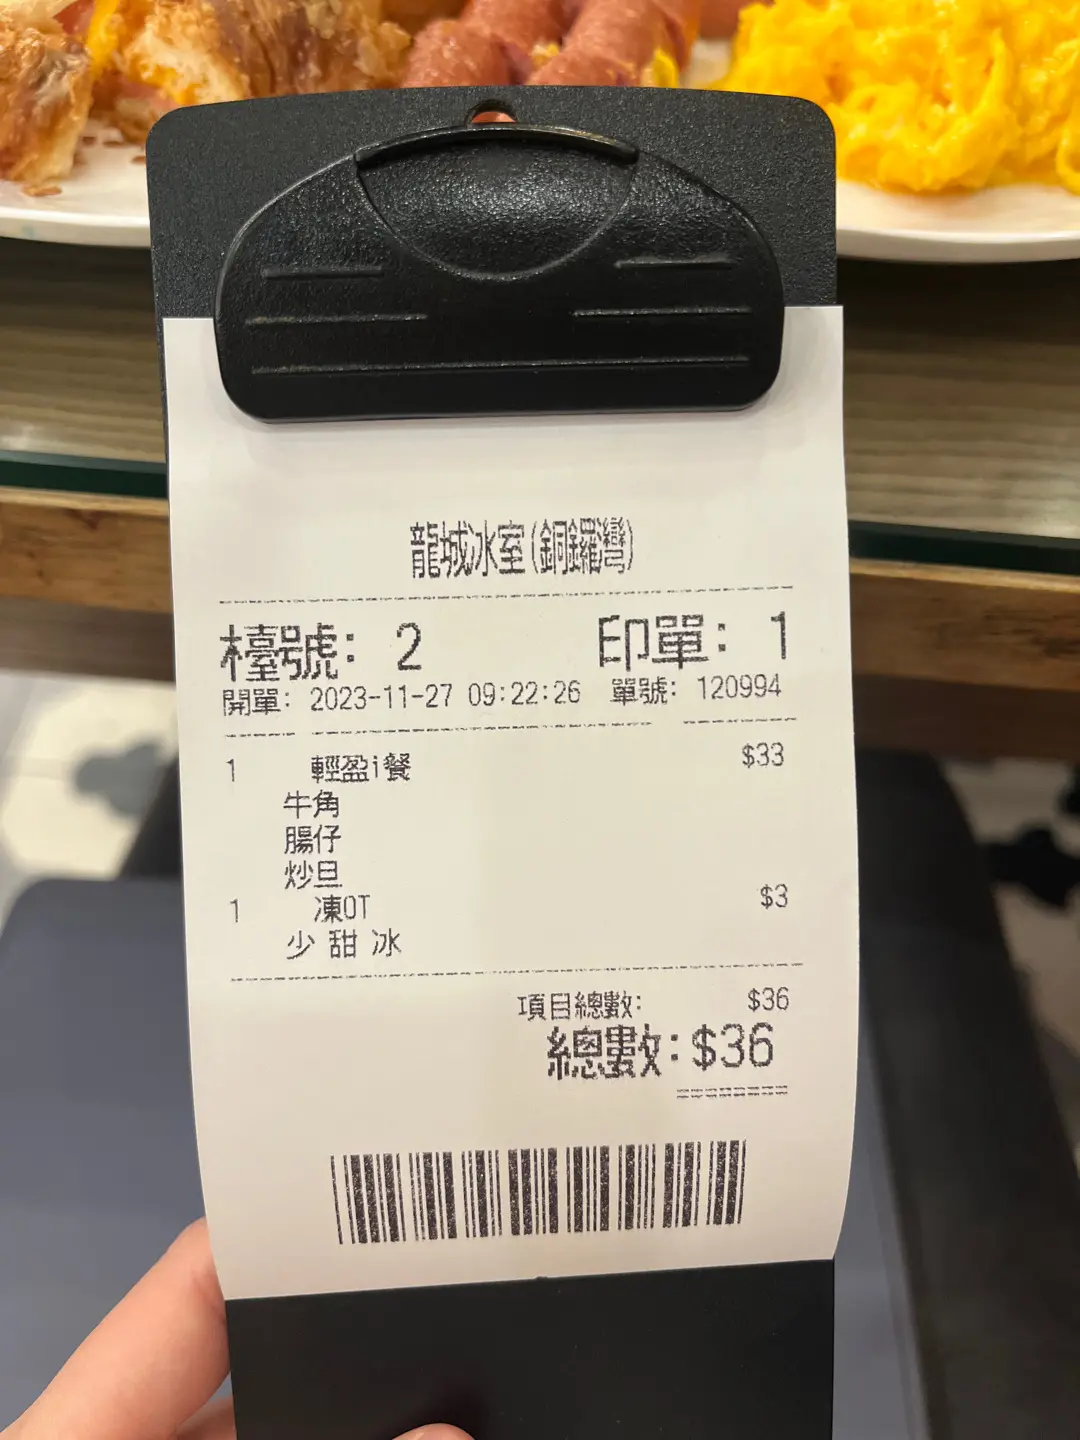 龍城冰室(銅鑼灣)
檯號: 2 印單: 1
開單: 2023-11-27 09:22:26 單號: 120994
1 輕盈i餐 $33
牛角
腸仔
炒旦
1 凍OT $3
少 甜 冰
項目總數: $36
總數:$36